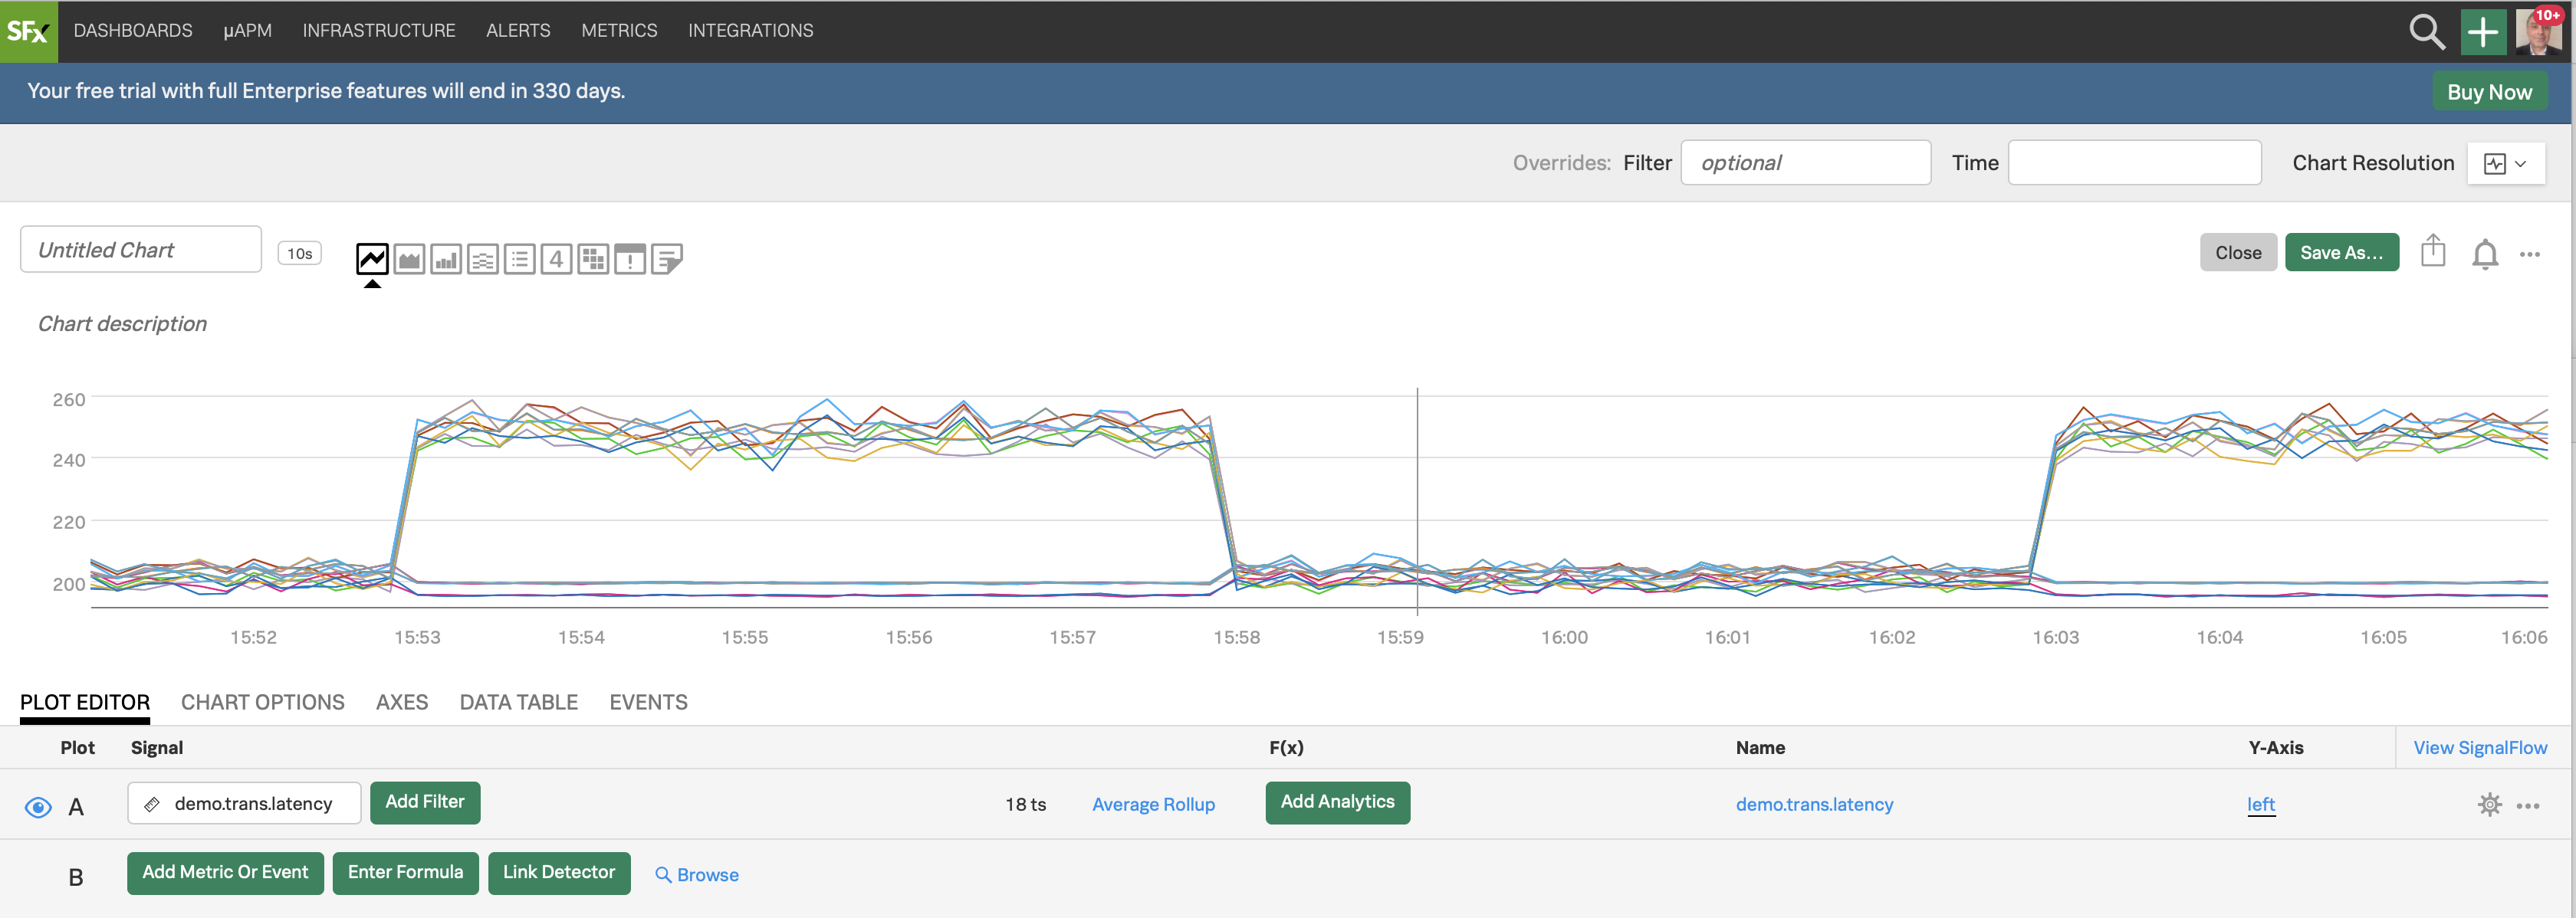 SFx DASHBOARDS µAPM INFRASTRUCTURE ALERTS METRICS INTEGRATIONS 10+
Your free trial with full Enterprise features will end in 330 days. Buy Now
Overrides: Filter optional Time Chart Resolution
Untitled Chart 10s 4 ! Close Save As... ...
Chart description
260
240
220
200
15:52 15:53 15:54 15:55 15:56 15:57 15:58 15:59 16:00 16:01 16:02 16:03 16:04 16:05 16:06
PLOT EDITOR CHART OPTIONS AXES DATA TABLE EVENTS
Plot Signal F(x) Name Y-Axis View SignalFlow
A demo.trans.latency Add Filter 18 ts Average Rollup Add Analytics demo.trans.latency left ...
B Add Metric Or Event Enter Formula Link Detector Browse